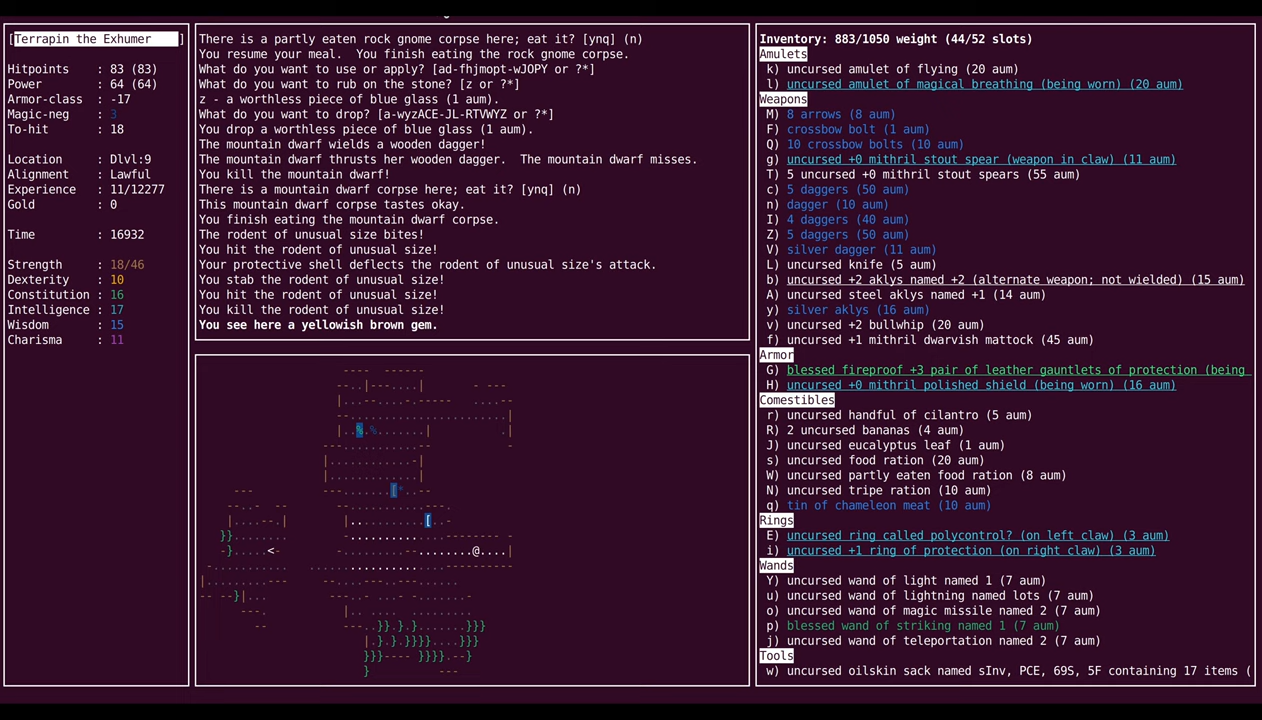 [Terrapin the Exhumer ]
Hitpoints : 83 (83)
Power : 64 (64)
Armor-class : -17
Magic-neg : 3
To-hit : 18
Location : Dlvl:9
Alignment : Lawful
Experience : 11/12277
Gold : 0
Time : 16932
Strength : 18/46
Dexterity : 10
Constitution : 16
Intelligence : 17
Wisdom : 15
Charisma : 11
There is a partly eaten rock gnome corpse here; eat it? [ynq] (n)
You resume your meal.  You finish eating the rock gnome corpse.
What do you want to use or apply? [ad-fhjmopt-wJOPY or ?*]
What do you want to rub on the stone? [z or ?*]
z - a worthless piece of blue glass (1 aum).
What do you want to drop? [a-wyzACE-JL-RTVWYZ or ?*]
You drop a worthless piece of blue glass (1 aum).
The mountain dwarf wields a wooden dagger!
The mountain dwarf thrusts her wooden dagger.  The mountain dwarf misses.
You kill the mountain dwarf!
There is a mountain dwarf corpse here; eat it? [ynq] (n)
This mountain dwarf corpse tastes okay.
You finish eating the mountain dwarf corpse.
The rodent of unusual size bites!
You hit the rodent of unusual size!
Your protective shell deflects the rodent of unusual size's attack.
You stab the rodent of unusual size!
You hit the rodent of unusual size!
You kill the rodent of unusual size!
You see here a yellowish brown gem.
Inventory: 883/1050 weight (44/52 slots)
Amulets
k) uncursed amulet of flying (20 aum)
l) uncursed amulet of magical breathing (being worn) (20 aum)
Weapons
M) 8 arrows (8 aum)
F) crossbow bolt (1 aum)
Q) 10 crossbow bolts (10 aum)
g) uncursed +0 mithril stout spear (weapon in claw) (11 aum)
T) 5 uncursed +0 mithril stout spears (55 aum)
c) 5 daggers (50 aum)
n) dagger (10 aum)
I) 4 daggers (40 aum)
Z) 5 daggers (50 aum)
V) silver dagger (11 aum)
L) uncursed knife (5 aum)
b) uncursed +2 aklys named +2 (alternate weapon; not wielded) (15 aum)
A) uncursed steel aklys named +1 (14 aum)
y) silver aklys (16 aum)
v) uncursed +2 bullwhip (20 aum)
f) uncursed +1 mithril dwarvish mattock (45 aum)
Armor
G) blessed fireproof +3 pair of leather gauntlets of protection (being
H) uncursed +0 mithril polished shield (being worn) (16 aum)
Comestibles
r) uncursed handful of cilantro (5 aum)
R) 2 uncursed bananas (4 aum)
J) uncursed eucalyptus leaf (1 aum)
s) uncursed food ration (20 aum)
W) uncursed partly eaten food ration (8 aum)
N) uncursed tripe ration (10 aum)
q) tin of chameleon meat (10 aum)
Rings
E) uncursed ring called polycontrol? (on left claw) (3 aum)
i) uncursed +1 ring of protection (on right claw) (3 aum)
Wands
Y) uncursed wand of light named 1 (7 aum)
u) uncursed wand of lightning named lots (7 aum)
o) uncursed wand of magic missile named 2 (7 aum)
p) blessed wand of striking named 1 (7 aum)
j) uncursed wand of teleportation named 2 (7 aum)
Tools
w) uncursed oilskin sack named sInv, PCE, 69S, 5F containing 17 items (